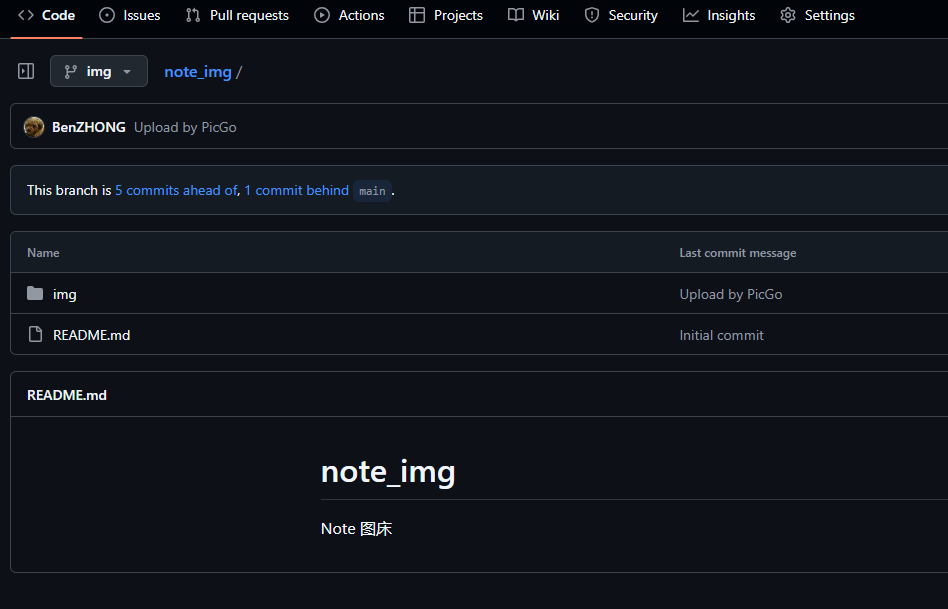 Code Issues Pull requests Actions Projects Wiki Security Insights Settings
img note_img /
BenZHONG Upload by PicGo
This branch is 5 commits ahead of, 1 commit behind main .
Name Last commit message
img Upload by PicGo
README.md Initial commit
README.md
note_img
Note 图床